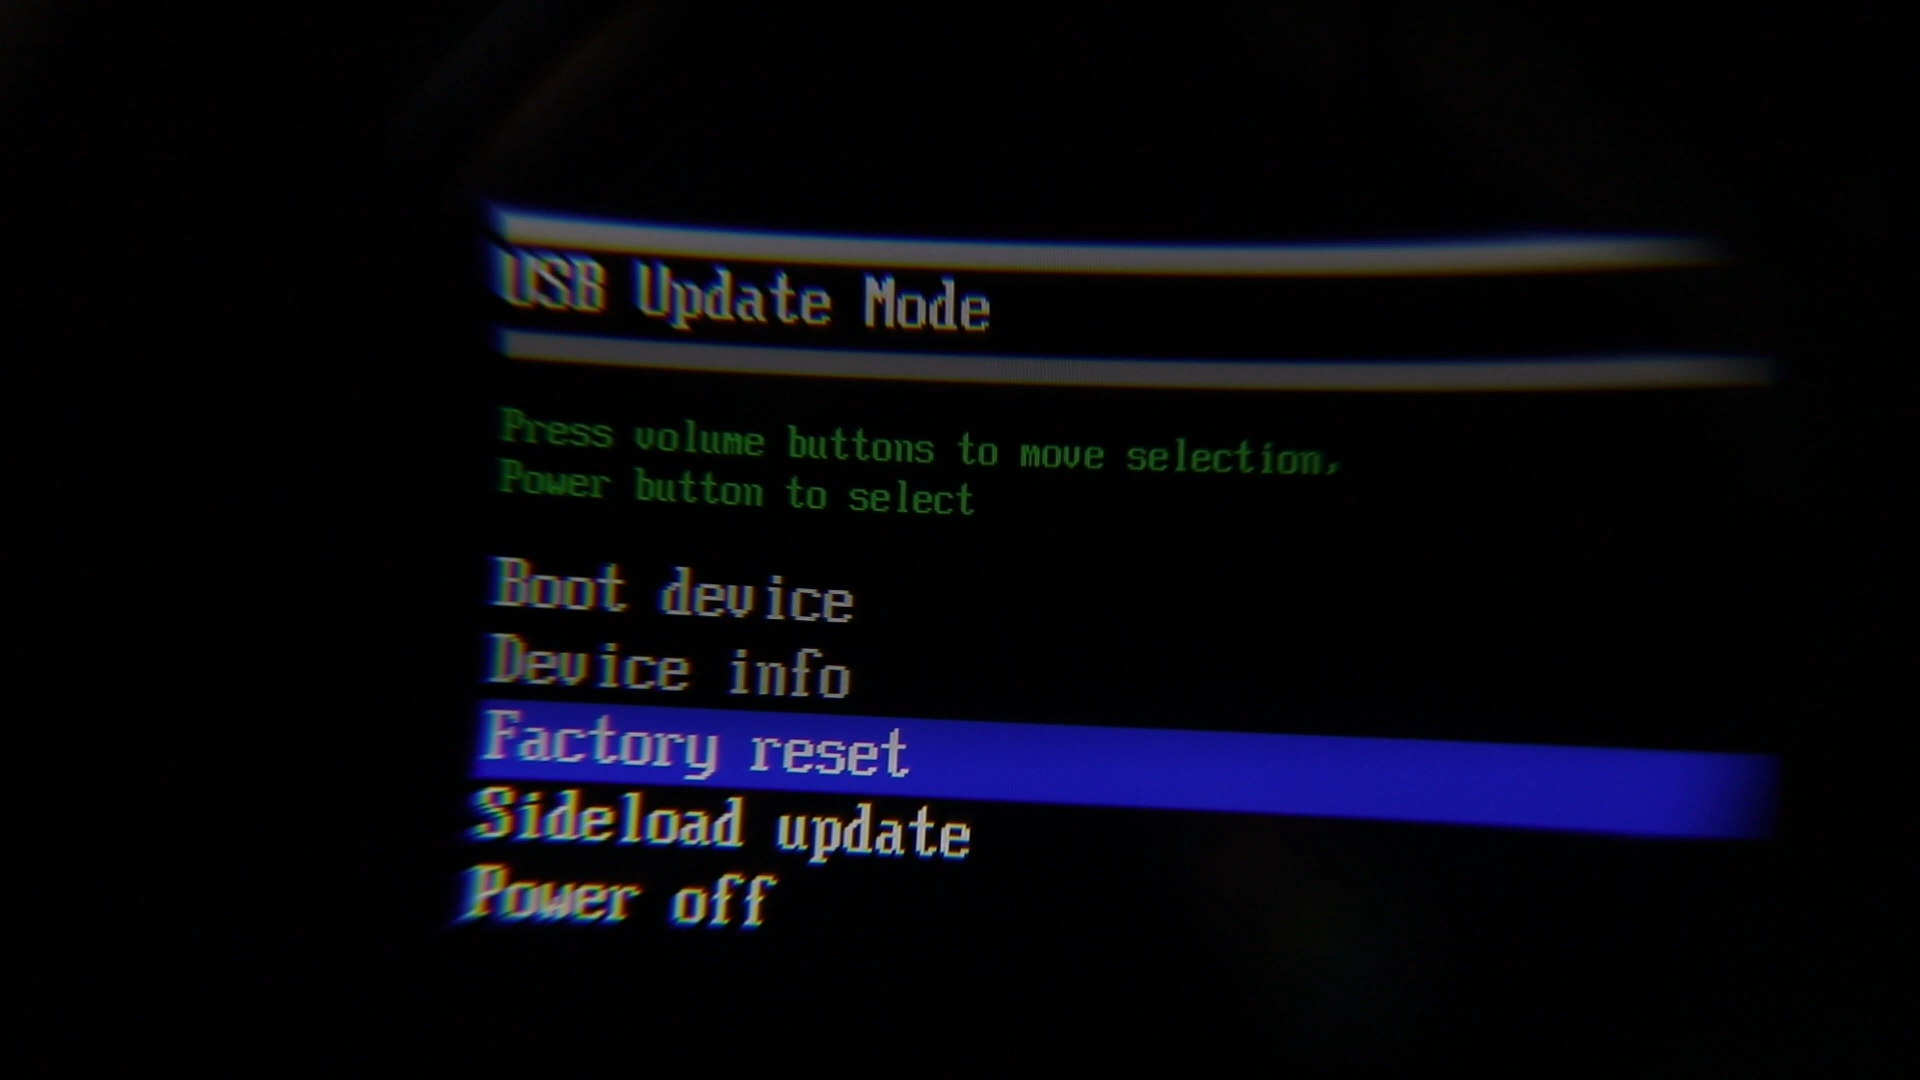 USB Update Mode
Press volume buttons to move selection,
Power button to select
Boot device
Device info
Factory reset
Sideload update
Power off